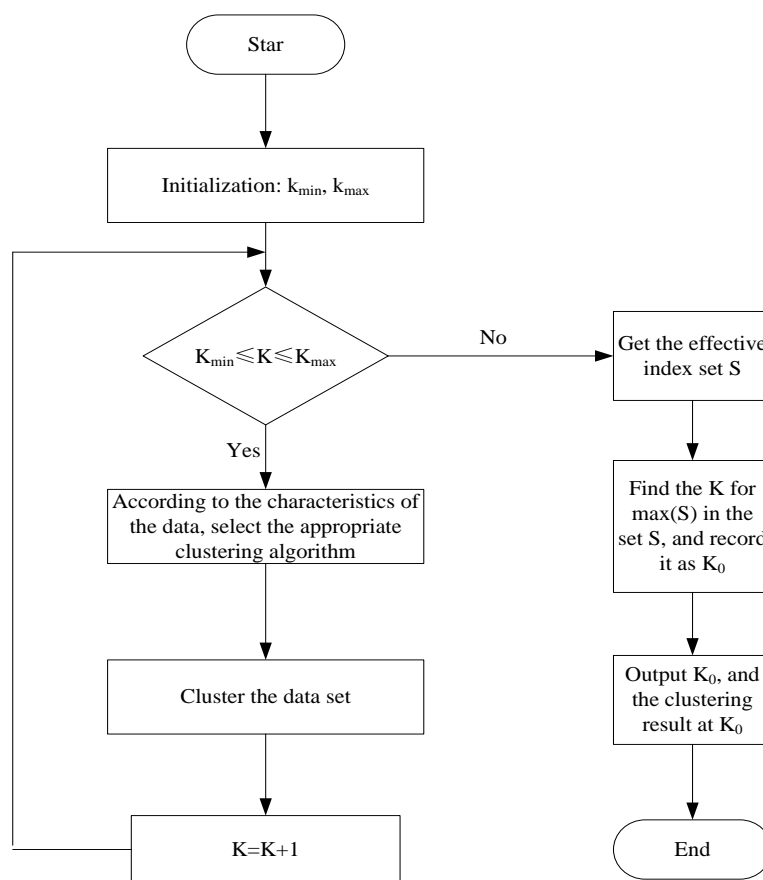 Star
Initialization: kmin, kmax
Kmin≤K≤Kmax
No
Yes
According to the characteristics of
the data, select the appropriate
clustering algorithm
Cluster the data set
K=K+1
Get the effective
index set S
Find the K for
max(S) in the
set S, and record
it as K0
Output K0, and
the clustering
result at K0
End